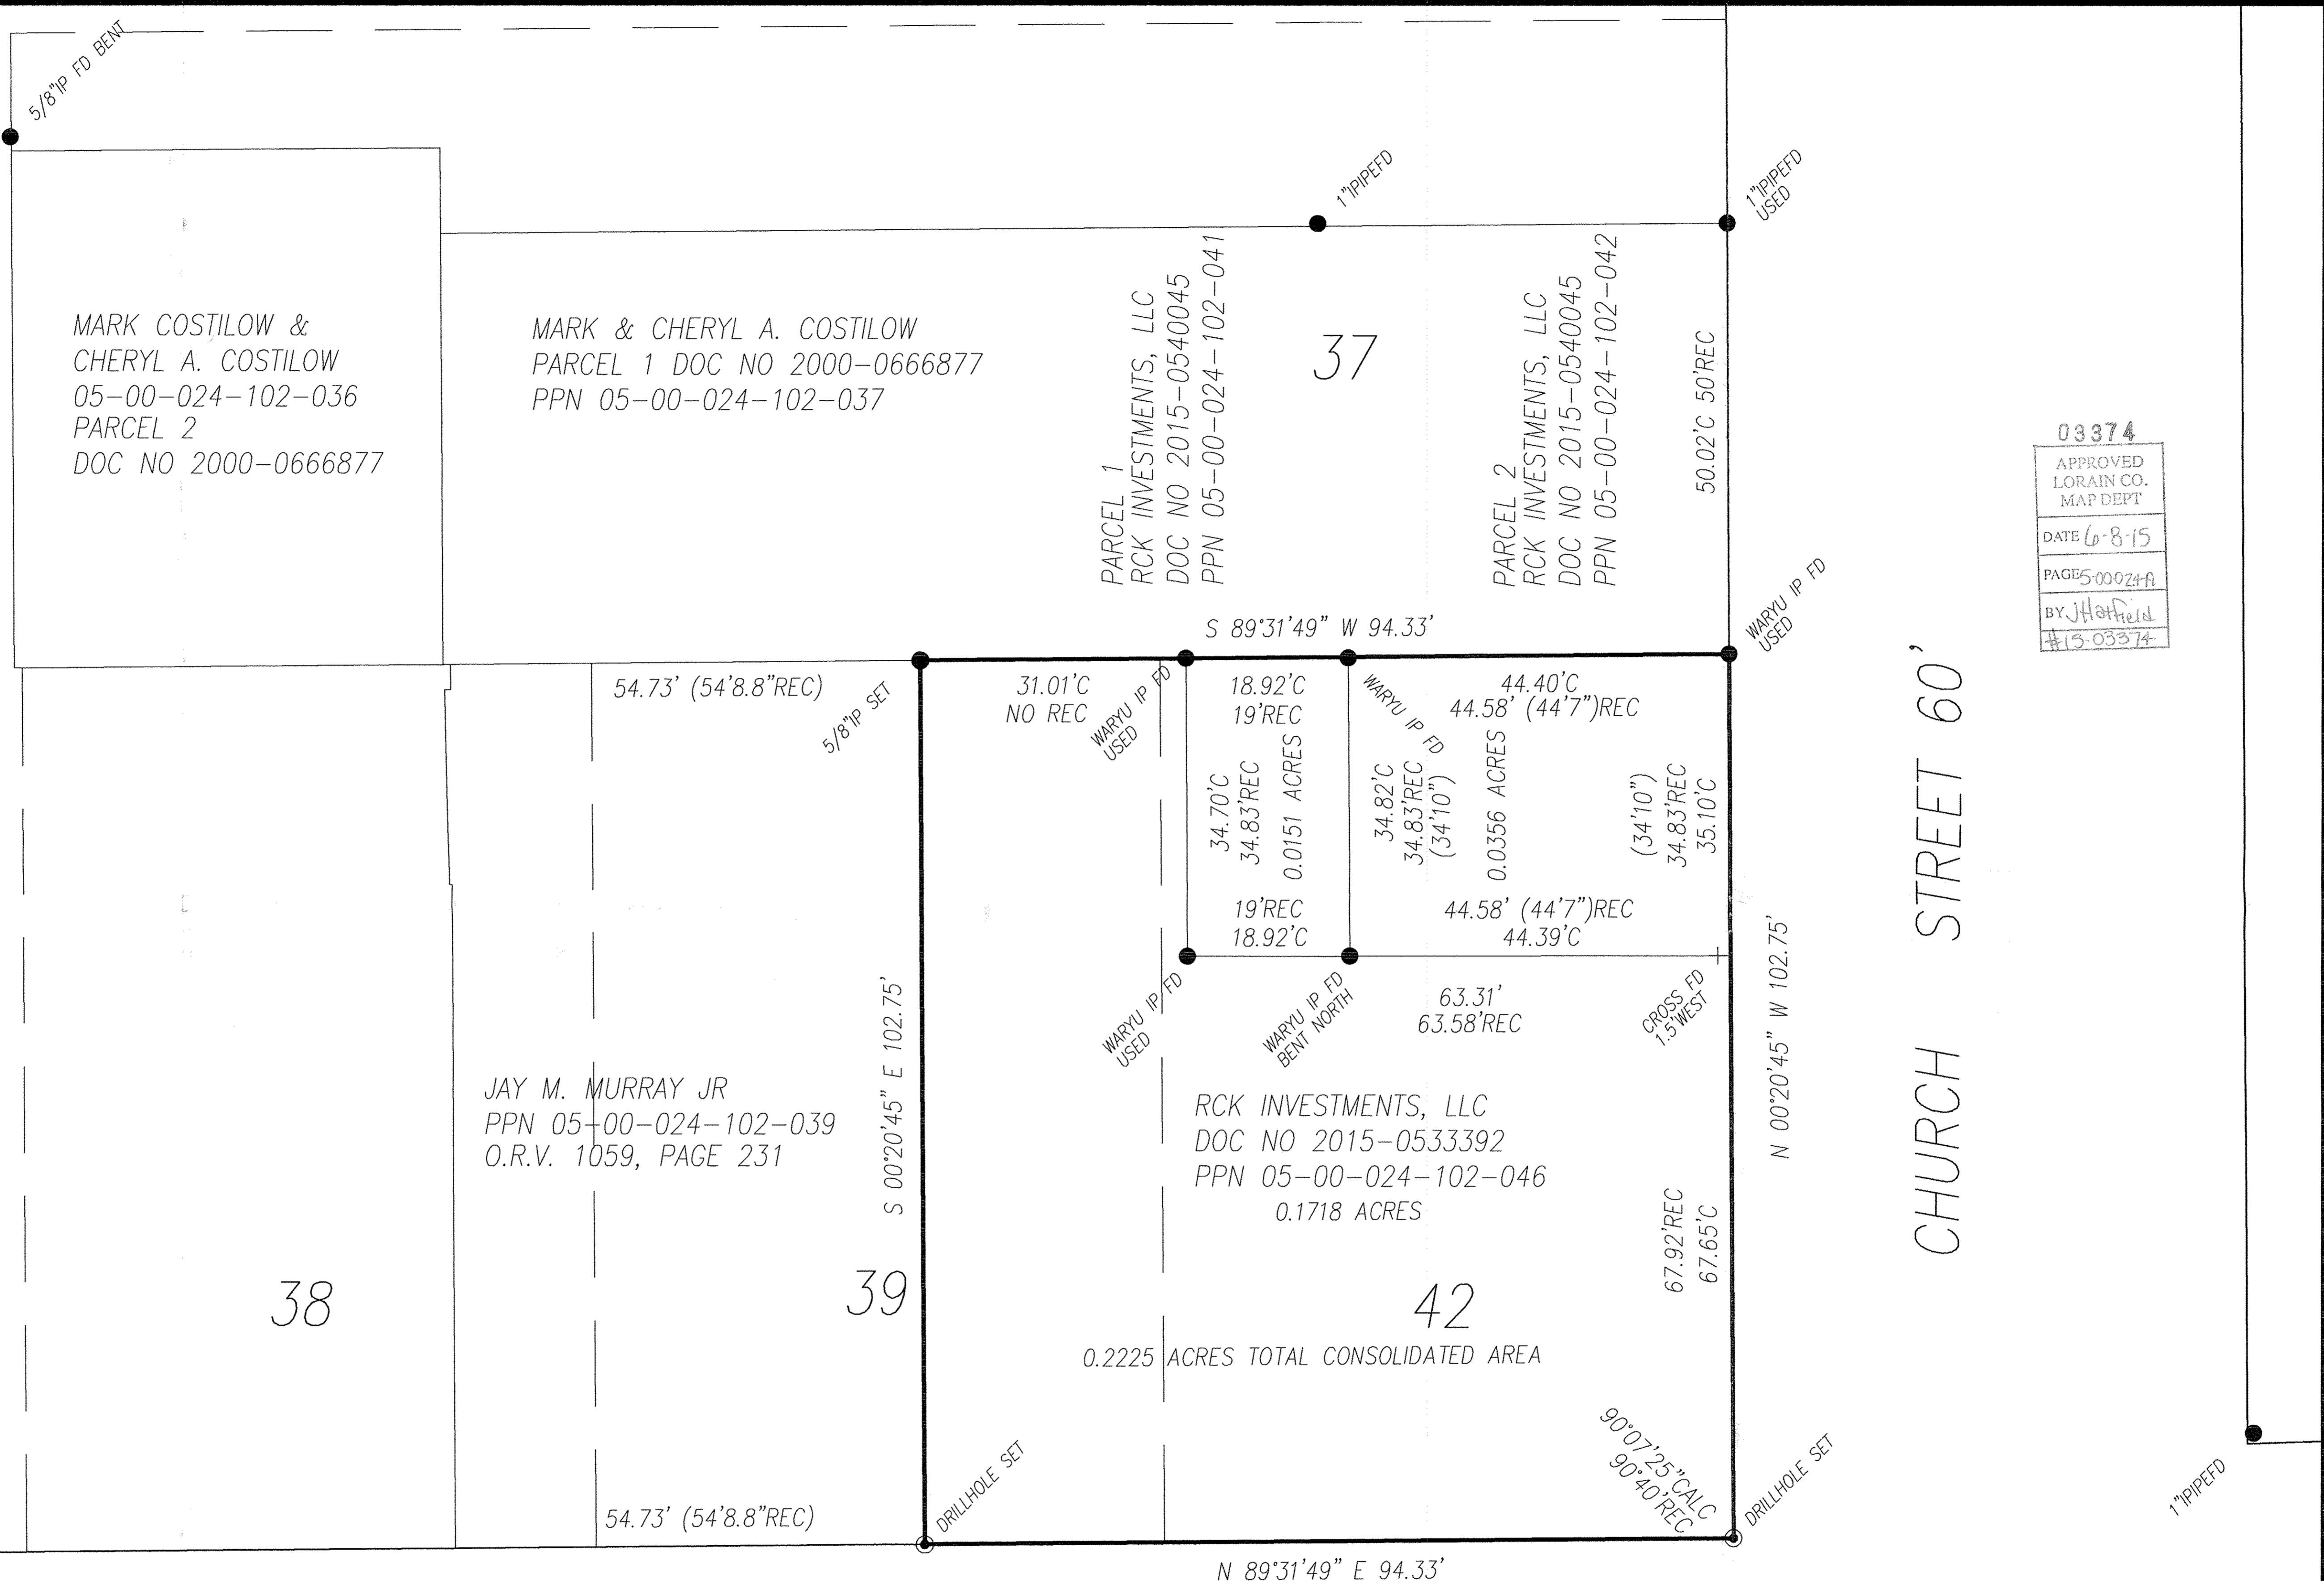 5/8"IP FD BENT
1"IPIPEFD
1"IPIPEFD
USED
MARK COSTILOW &
CHERYL A. COSTILOW
05-00-024-102-036
PARCEL 2
DOC NO 2000-0666877
MARK & CHERYL A. COSTILOW
PARCEL 1 DOC NO 2000-0666877
PPN 05-00-024-102-037
PARCEL 1
RCK INVESTMENTS, LLC
DOC NO 2015-0540045
PPN 05-00-024-102-041
37
PARCEL 2
RCK INVESTMENTS, LLC
DOC NO 2015-0540045
PPN 05-00-024-102-042
50.02'C 50'REC
03374
APPROVED
LORAIN CO.
MAP DEPT
DATE 6-8-15
PAGE 5-00024-A
BY JHatfield
#15-03374
S 89°31'49" W 94.33'
WARYU IP FD
USED
54.73' (54'8.8"REC)
5/8"IP SET
31.01'C
NO REC
WARYU IP FD
USED
18.92'C
19'REC
WARYU IP FD
44.40'C
44.58' (44'7")REC
34.70'C
34.83'REC
0.0151 ACRES
34.82'C
34.83'REC
(34'10")
0.0356 ACRES
(34'10")
34.83'REC
35.10'C
19'REC
18.92'C
44.58' (44'7")REC
44.39'C
WARYU IP FD
USED
WARYU IP FD
BENT NORTH
63.31'
63.58'REC
CROSS FD
1.5'WEST
S 00°20'45" E 102.75'
N 00°20'45" W 102.75'
CHURCH STREET 60'
JAY M. MURRAY JR
PPN 05-00-024-102-039
O.R.V. 1059, PAGE 231
RCK INVESTMENTS, LLC
DOC NO 2015-0533392
PPN 05-00-024-102-046
0.1718 ACRES
67.92'REC
67.65'C
38
39
42
0.2225 ACRES TOTAL CONSOLIDATED AREA
90°07'25"CALC
90°40'REC
DRILLHOLE SET
DRILLHOLE SET
1"IPIPEFD
54.73' (54'8.8"REC)
N 89°31'49" E 94.33'